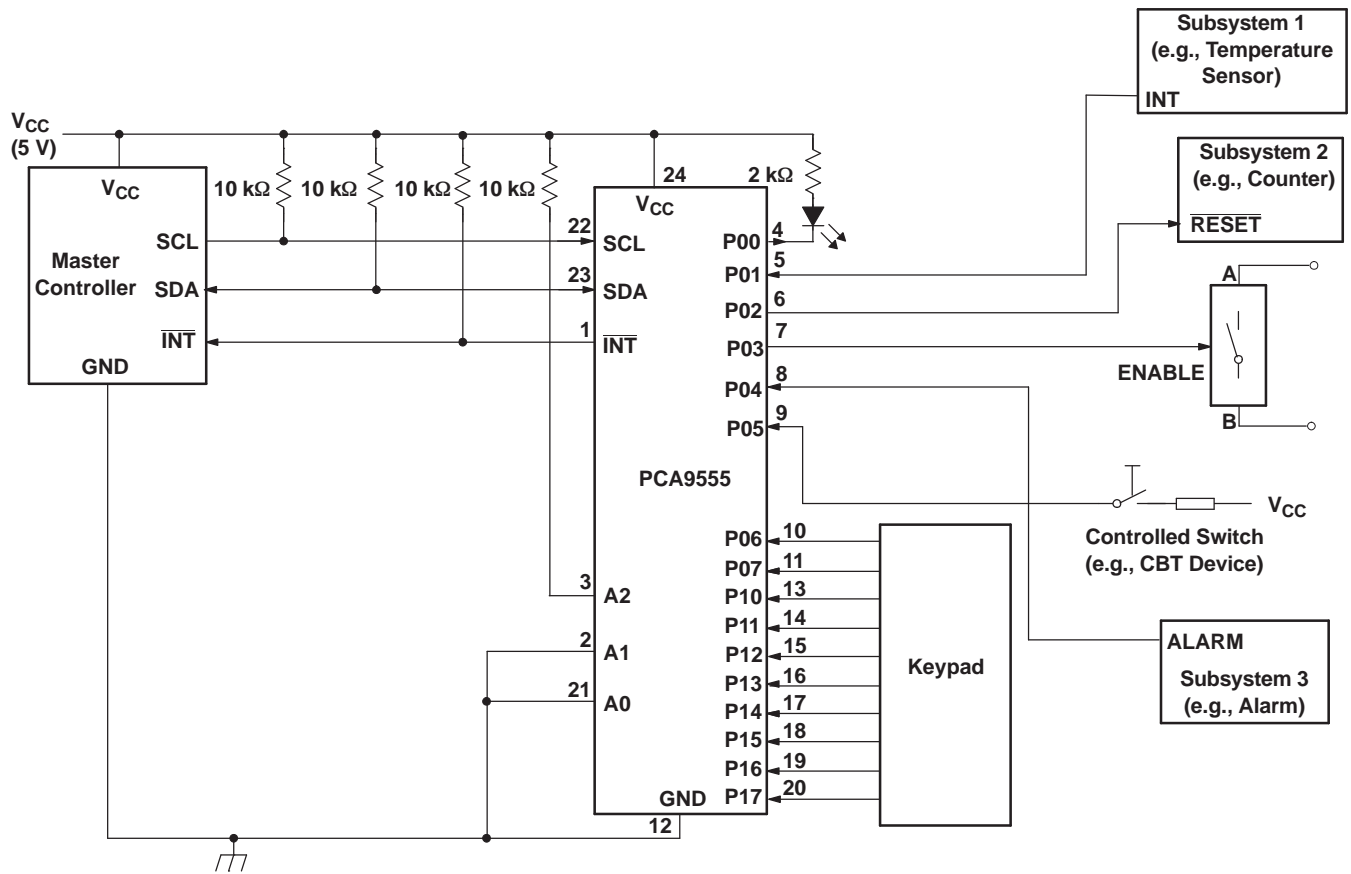 Subsystem 1
(e.g., Temperature
Sensor)
INT
VCC
(5 V)
Subsystem 2
(e.g., Counter)
RESET
VCC
10 kΩ
10 kΩ
10 kΩ
10 kΩ
24
VCC
2 kΩ
Master
Controller
SCL
SDA
INT
GND
22
SCL
23
SDA
1
INT
P00
4
P01
5
P02
6
P03
7
P04
8
P05
9
A
ENABLE
B
PCA9555
VCC
Controlled Switch
(e.g., CBT Device)
P06
10
P07
11
P10
13
P11
14
P12
15
P13
16
P14
17
P15
18
P16
19
P17
20
Keypad
3
A2
2
A1
21
A0
GND
12
ALARM
Subsystem 3
(e.g., Alarm)